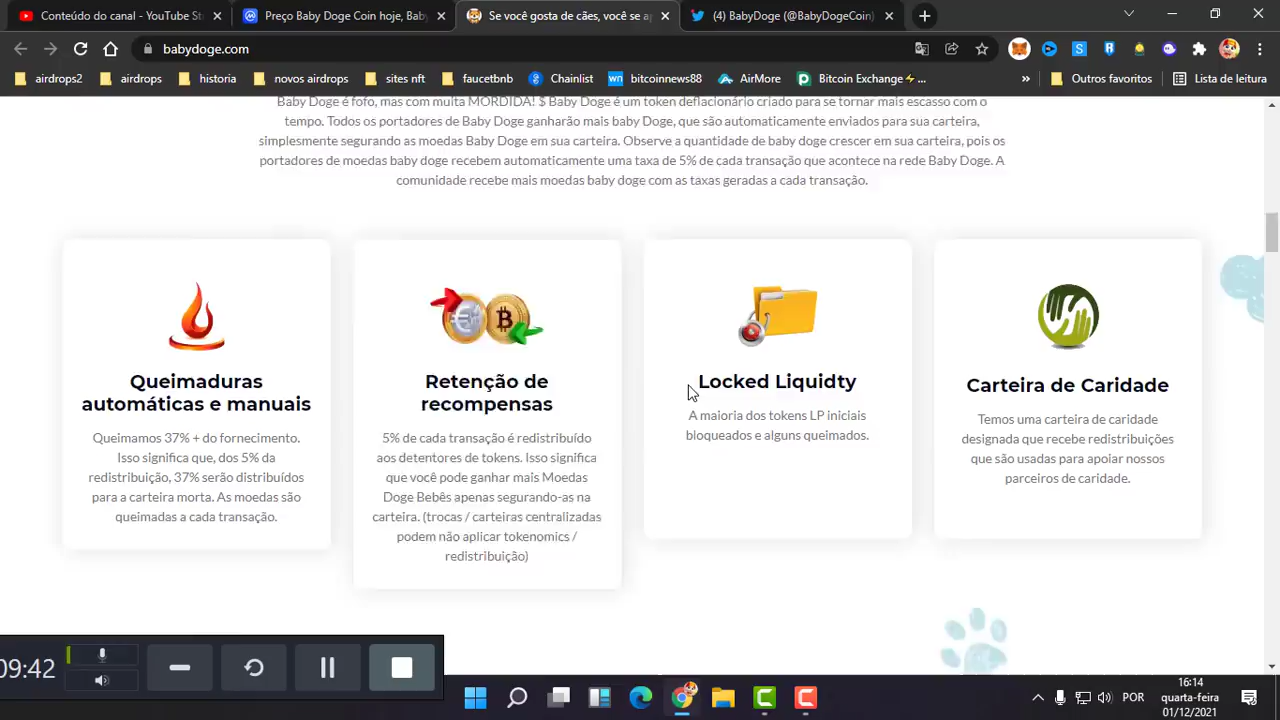 Conteúdo do canal - YouTube St
Preço Baby Doge Coin hoje, Bab
Se você gosta de cães, você se ap
(4) BabyDoge (@BabyDogeCoin)
babydoge.com
airdrops2
airdrops
historia
novos airdrops
sites nft
faucetbnb
Chainlist
bitcoinnews88
AirMore
Bitcoin Exchange⚡...
»
Outros favoritos
Lista de leitura
Baby Doge é fofo, mas com muita MORDIDA! $ Baby Doge é um token deflacionário criado para se tornar mais escasso com o
tempo. Todos os portadores de Baby Doge ganharão mais baby Doge, que são automaticamente enviados para sua carteira,
simplesmente segurando as moedas Baby Doge em sua carteira. Observe a quantidade de baby doge crescer em sua carteira, pois os
portadores de moedas baby doge recebem automaticamente uma taxa de 5% de cada transação que acontece na rede Baby Doge. A
comunidade recebe mais moedas baby doge com as taxas geradas a cada transação.
Queimaduras
automáticas e manuais
Queimamos 37% + do fornecimento.
Isso significa que, dos 5% da
redistribuição, 37% serão distribuídos
para a carteira morta. As moedas são
queimadas a cada transação.
Retenção de
recompensas
5% de cada transação é redistribuído
aos detentores de tokens. Isso significa
que você pode ganhar mais Moedas
Doge Bebês apenas segurando-as na
carteira. (trocas / carteiras centralizadas
podem não aplicar tokenomics /
redistribuição)
Locked Liquidty
A maioria dos tokens LP iniciais
bloqueados e alguns queimados.
Carteira de Caridade
Temos uma carteira de caridade
designada que recebe redistribuições
que são usadas para apoiar nossos
parceiros de caridade.
09:42
POR
16:14
quarta-feira
01/12/2021